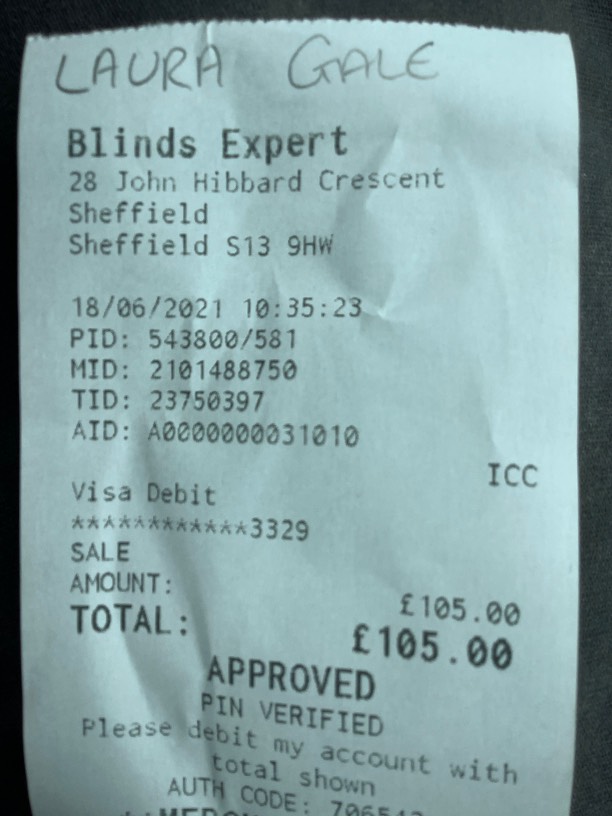 LAURA GALE
Blinds Expert
28 John Hibbard Crescent
Sheffield
Sheffield S13 9HW
18/06/2021 10:35:23
PID: 543800/581
MID: 2101488750
TID: 23750397
AID: A0000000031010
ICC
Visa Debit
************3329
SALE
AMOUNT: £105.00
TOTAL: £105.00
APPROVED
PIN VERIFIED
Please debit my account with
total shown
AUTH CODE: